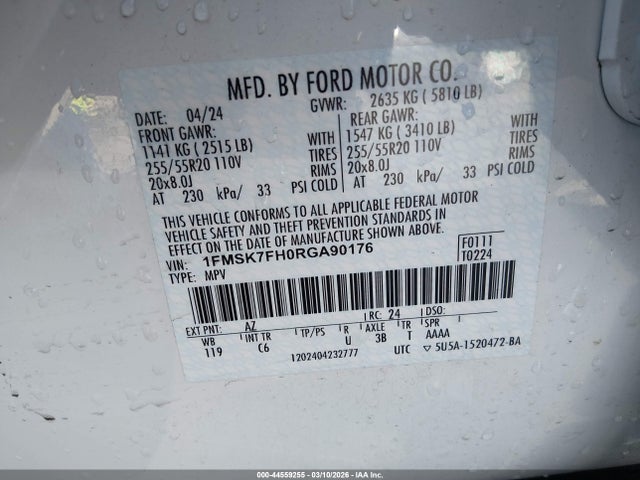 MFD. BY FORD MOTOR CO.
DATE: 04/24 GVWR: 2635 KG ( 5810 LB)
FRONT GAWR: REAR GAWR:
1141 KG ( 2515 LB) WITH 1547 KG ( 3410 LB) WITH
255/55R20 110V TIRES 255/55R20 110V TIRES
20x8.0J RIMS 20x8.0J RIMS
AT 230 kPa/ 33 PSI COLD AT 230 kPa/ 33 PSI COLD
THIS VEHICLE CONFORMS TO ALL APPLICABLE FEDERAL MOTOR
VEHICLE SAFETY AND THEFT PREVENTION STANDARDS IN
EFFECT ON THE DATE OF MANUFACTURE SHOWN ABOVE.
VIN: 1FMSK7FH0RGA90176 F0111
TYPE: MPV T0224
EXT PNT: AZ RC: 24 DSO:
WB INT TR TP/PS R AXLE TR SPR
119 C6 U 3B T AAAA
1202404232777 UTC ▽ 5U5A-1520472-BA
000-44559255 - 03/10/2026 - IAA Inc.